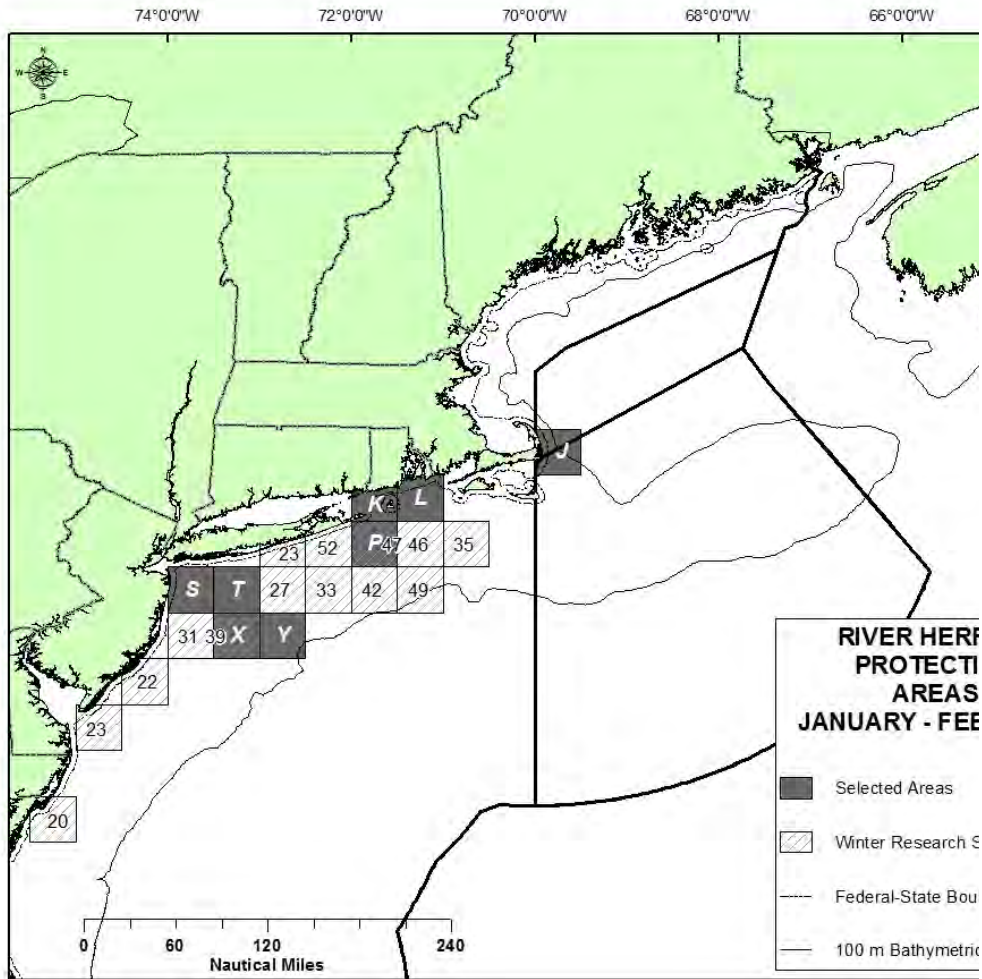 74°0'0"W 72°0'0"W 70°0'0"W 68°0'0"W 66°0'0"W
N
W E
S
J
K
L
P 47 46 35
23 52
S T 27 33 42 49
31 39 X Y
22
23
20
RIVER HERR
PROTECTI
AREAS
JANUARY - FEB
Selected Areas
Winter Research S
Federal-State Bou
100 m Bathymetric
0 60 120 240
Nautical Miles